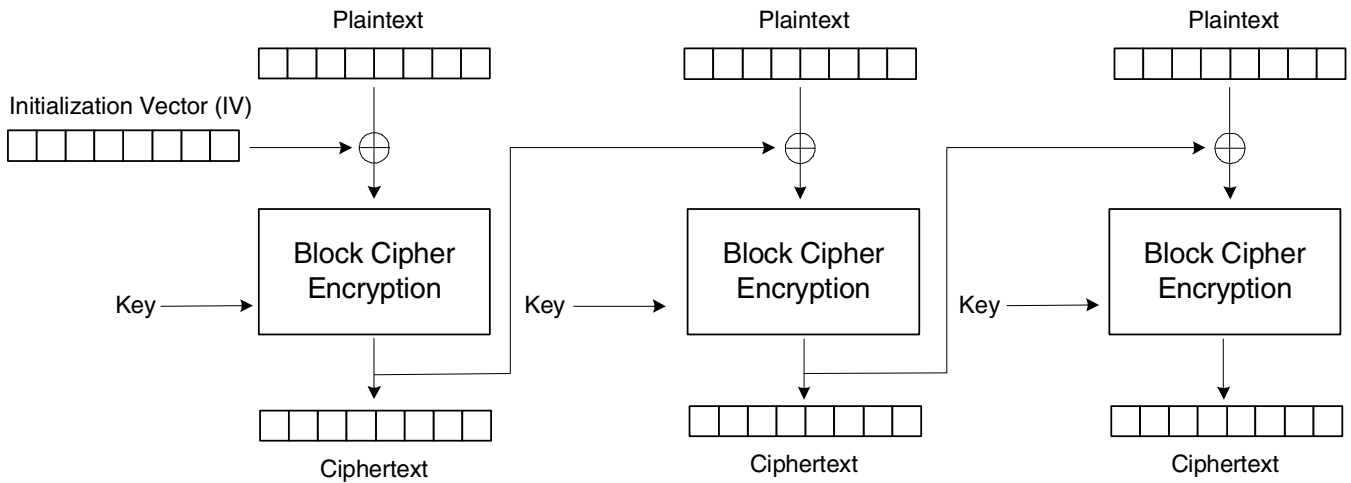 Plaintext
Plaintext
Plaintext
Initialization Vector (IV)
Block Cipher
Encryption
Block Cipher
Encryption
Block Cipher
Encryption
Key
Key
Key
Ciphertext
Ciphertext
Ciphertext